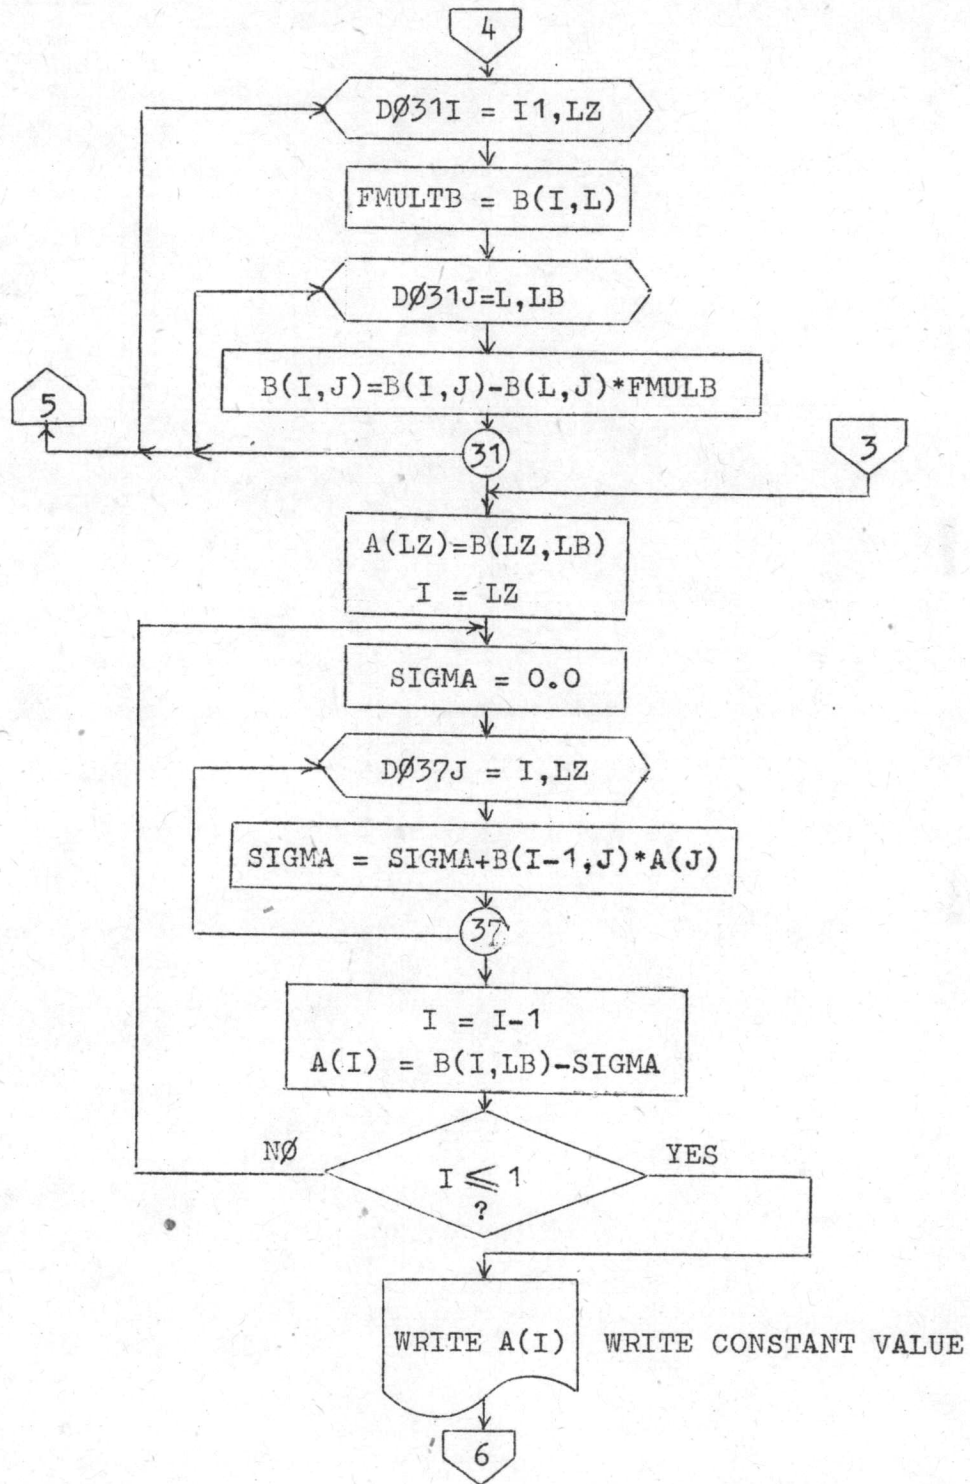 4
DØ31I = I1,LZ
FMULTB = B(I,L)
DØ31J=L,LB
B(I,J)=B(I,J)-B(L,J)*FMULB
5
31
3
A(LZ)=B(LZ,LB)
I = LZ
SIGMA = 0.0
DØ37J = I,LZ
SIGMA = SIGMA+B(I-1,J)*A(J)
37
I = I-1
A(I) = B(I,LB)-SIGMA
NØ
YES
I ⩽ 1
?
WRITE A(I) WRITE CONSTANT VALUE
6